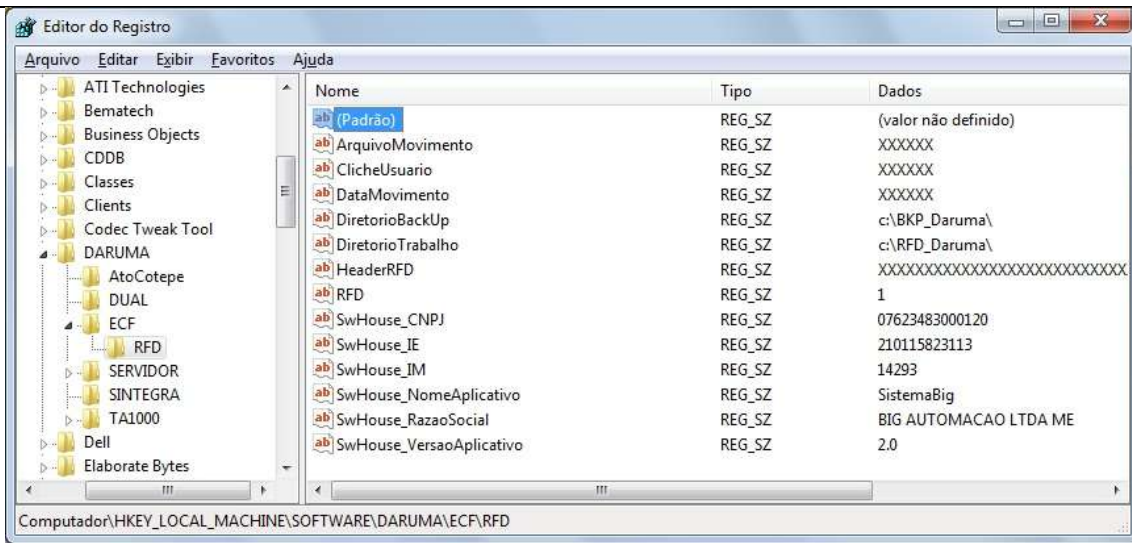 Editor do Registro
Arquivo Editar Exibir Favoritos Ajuda
ATI Technologies
Bematech
Business Objects
CDDB
Classes
Clients
Codec Tweak Tool
DARUMA
AtoCotepe
DUAL
ECF
RFD
SERVIDOR
SINTEGRA
TA1000
Dell
Elaborate Bytes
Nome Tipo Dados
(Padrão) REG_SZ (valor não definido)
ArquivoMovimento REG_SZ XXXXXX
ClicheUsuario REG_SZ XXXXXX
DataMovimento REG_SZ XXXXXX
DiretorioBackUp REG_SZ c:\BKP_Daruma\
DiretorioTrabalho REG_SZ c:\RFD_Daruma\
HeaderRFD REG_SZ XXXXXXXXXXXXXXXXXXXXXXXXXXX
RFD REG_SZ 1
SwHouse_CNPJ REG_SZ 07623483000120
SwHouse_IE REG_SZ 210115823113
SwHouse_IM REG_SZ 14293
SwHouse_NomeAplicativo REG_SZ SistemaBig
SwHouse_RazaoSocial REG_SZ BIG AUTOMACAO LTDA ME
SwHouse_VersaoAplicativo REG_SZ 2.0
Computador\HKEY_LOCAL_MACHINE\SOFTWARE\DARUMA\ECF\RFD